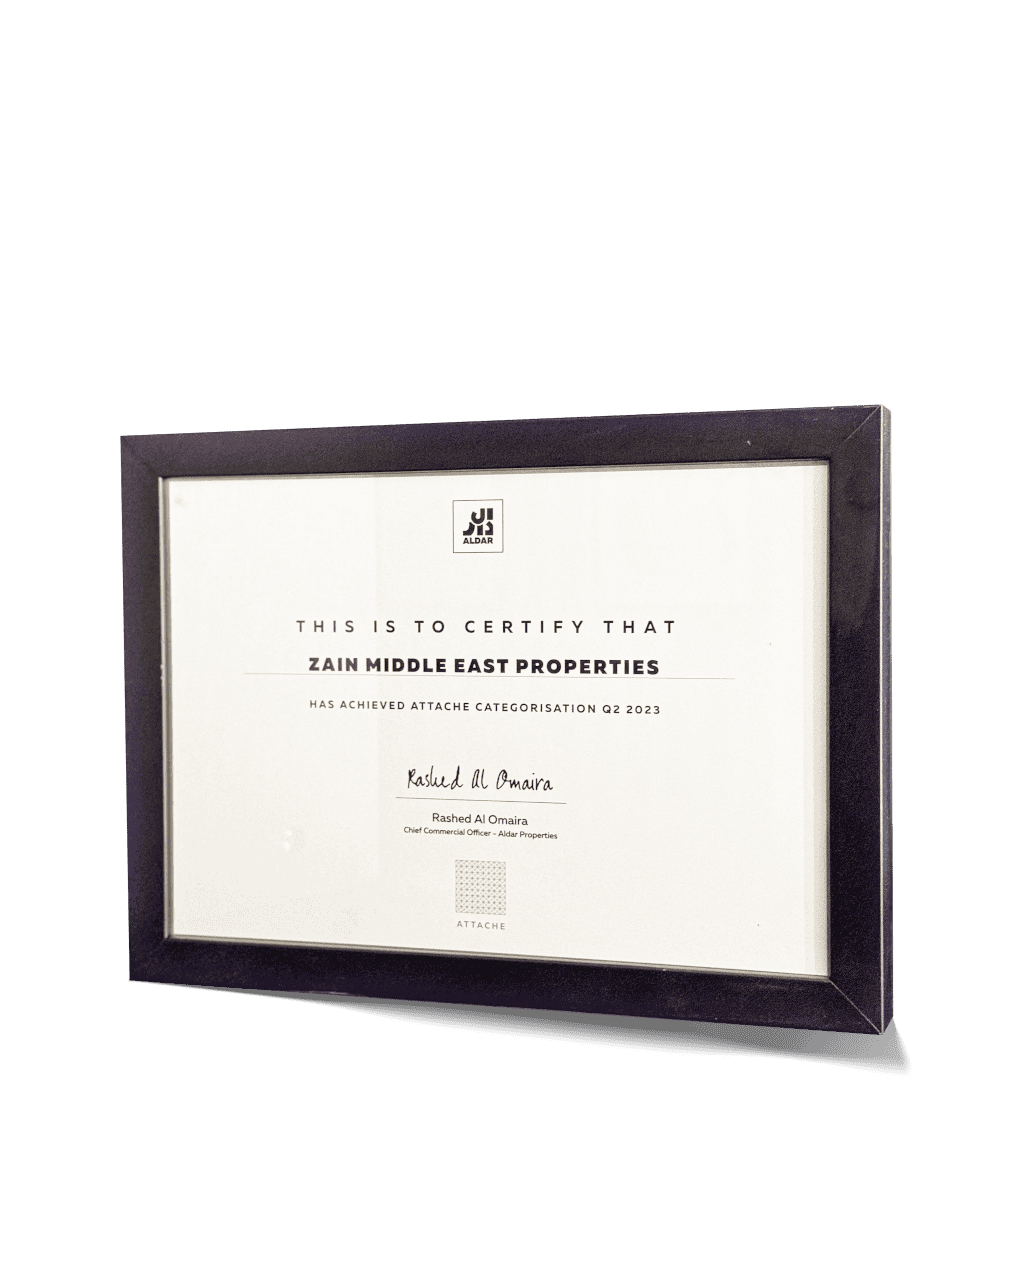 الدار
ALDAR
THIS IS TO CERTIFY THAT
ZAIN MIDDLE EAST PROPERTIES
HAS ACHIEVED ATTACHE CATEGORISATION Q2 2023
Rashed Al Omaira
Rashed Al Omaira
Chief Commercial Officer – Aldar Properties
ATTACHE